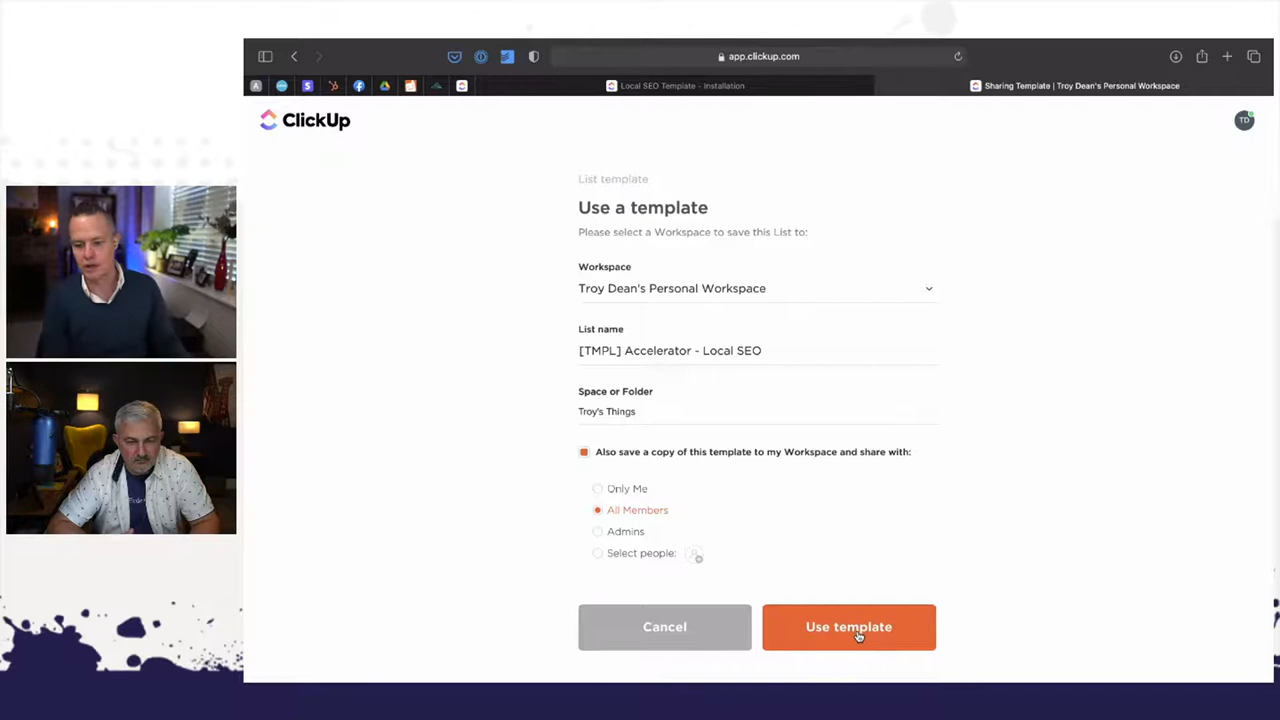 app.clickup.com
A
S
Local SEO Template - Installation
Sharing Template | Troy Dean's Personal Workspace
ClickUp
TD
List template
Use a template
Please select a Workspace to save this List to:
Workspace
Troy Dean's Personal Workspace
List name
[TMPL] Accelerator - Local SEO
Space or Folder
Troy's Things
Also save a copy of this template to my Workspace and share with:
Only Me
All Members
Admins
Select people:
Cancel
Use template